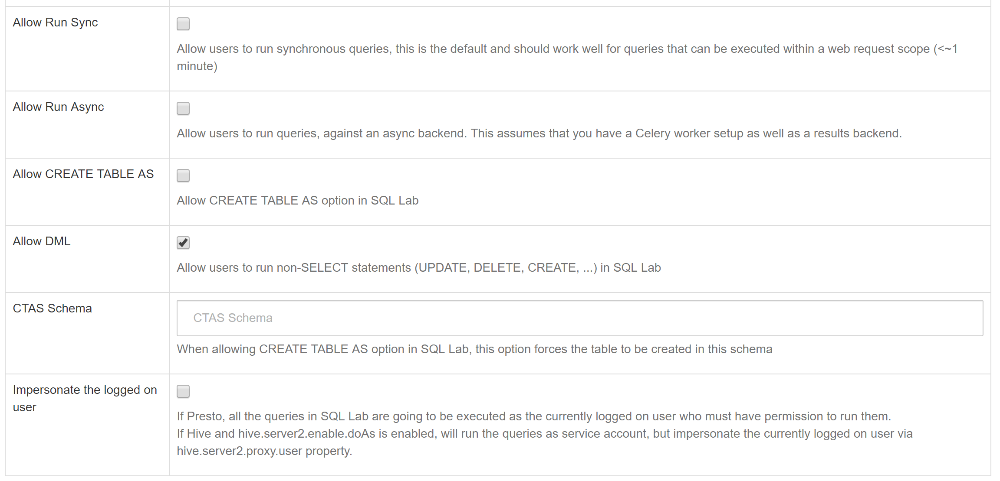 Allow Run Sync
Allow users to run synchronous queries, this is the default and should work well for queries that can be executed within a web request scope (<~1
minute)
Allow Run Async
Allow users to run queries, against an async backend. This assumes that you have a Celery worker setup as well as a results backend.
Allow CREATE TABLE AS
Allow CREATE TABLE AS option in SQL Lab
Allow DML
Allow users to run non-SELECT statements (UPDATE, DELETE, CREATE, ...) in SQL Lab
CTAS Schema
CTAS Schema
When allowing CREATE TABLE AS option in SQL Lab, this option forces the table to be created in this schema
Impersonate the logged on
user
If Presto, all the queries in SQL Lab are going to be executed as the currently logged on user who must have permission to run them.
If Hive and hive.server2.enable.doAs is enabled, will run the queries as service account, but impersonate the currently logged on user via
hive.server2.proxy.user property.